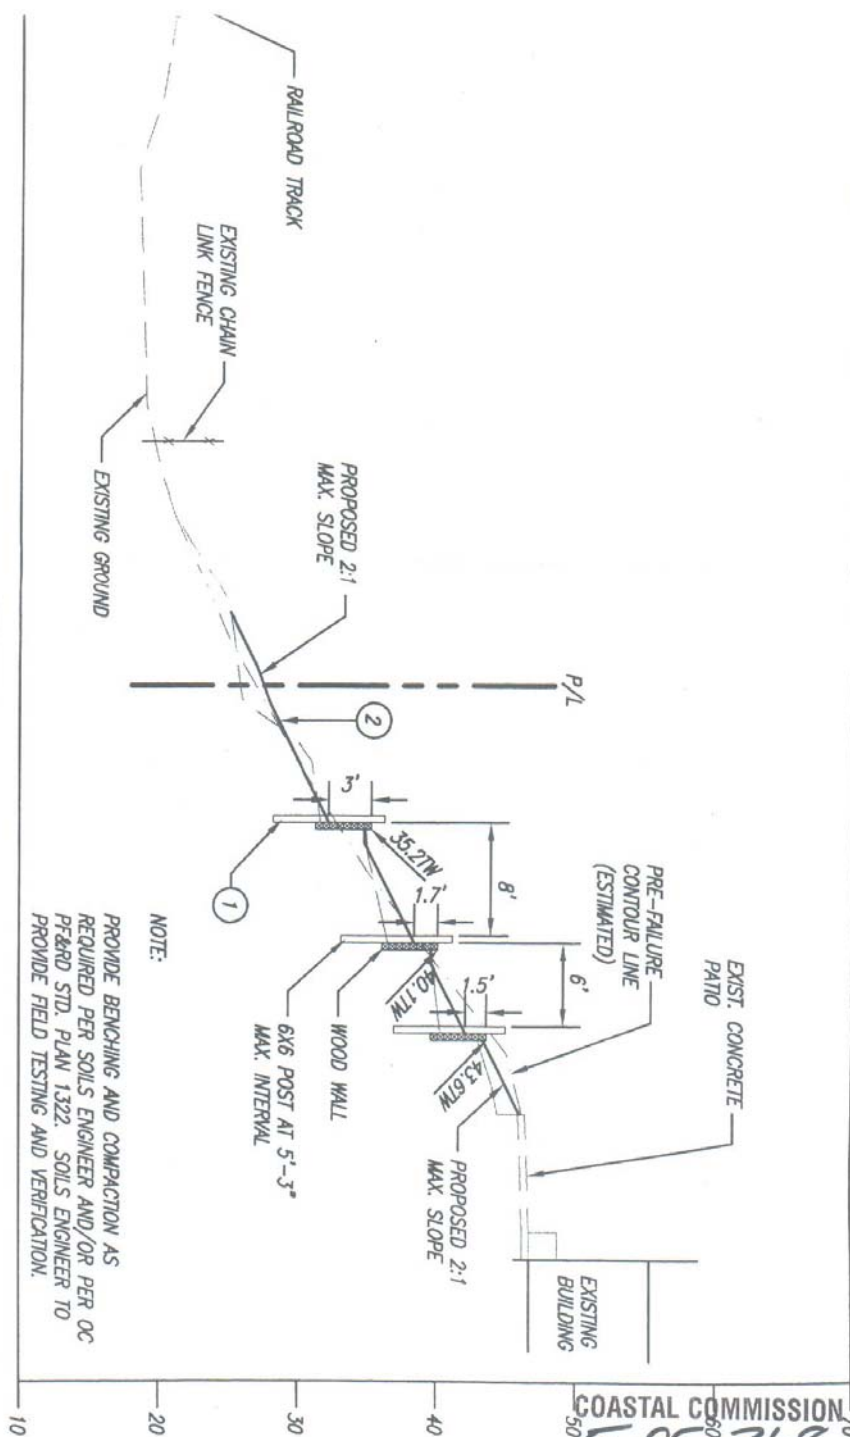 RAILROAD TRACK
EXISTING CHAIN
LINK FENCE
EXISTING GROUND
PROPOSED 2:1
MAX. SLOPE
P/L
2
3'
1
35.2TW
8'
1.7'
40.1TW
6'
1.5'
43.6TW
PRE-FAILURE
CONTOUR LINE
(ESTIMATED)
EXIST. CONCRETE
PATIO
WOOD WALL
6X6 POST AT 5'-3"
MAX. INTERVAL
PROPOSED 2:1
MAX. SLOPE
EXISTING
BUILDING
NOTE:
PROVIDE BENCHING AND COMPACTION AS
REQUIRED PER SOILS ENGINEER AND/OR PER OC
PF&RD STD. PLAN 1322. SOILS ENGINEER TO
PROVIDE FIELD TESTING AND VERIFICATION.
10
20
30
40
50
60
COASTAL COMMISSION